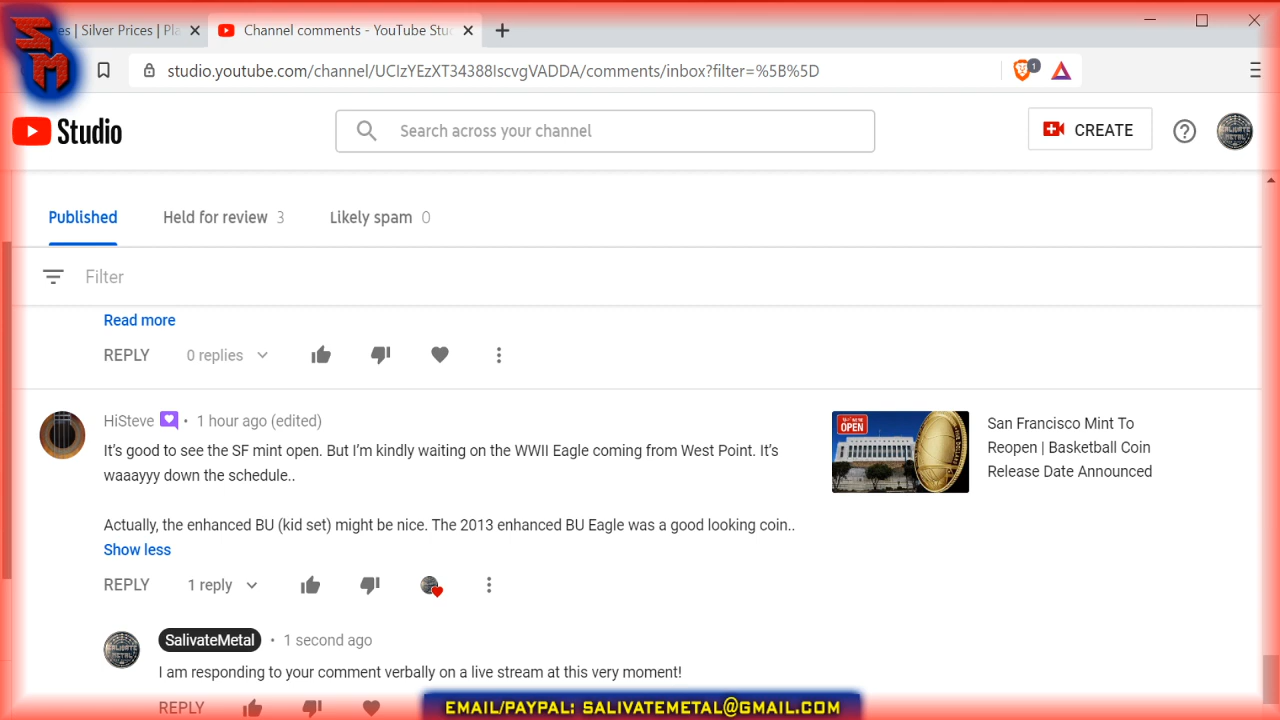 SM
es | Silver Prices | Pla
Channel comments - YouTube Stud
studio.youtube.com/channel/UCIzYEzXT34388IscvgVADDA/comments/inbox?filter=%5B%5D
1
Studio
Search across your channel
CREATE
SALIVATE METAL
Published
Held for review 3
Likely spam 0
Filter
Read more
REPLY
0 replies
HiSteve • 1 hour ago (edited)
It's good to see the SF mint open. But I'm kindly waiting on the WWII Eagle coming from West Point. It's
waaayyy down the schedule..
Actually, the enhanced BU (kid set) might be nice. The 2013 enhanced BU Eagle was a good looking coin..
Show less
OPEN
San Francisco Mint To
Reopen | Basketball Coin
Release Date Announced
REPLY
1 reply
SalivateMetal • 1 second ago
I am responding to your comment verbally on a live stream at this very moment!
REPLY
EMAIL/PAYPAL: SALIVATEMETAL@GMAIL.COM